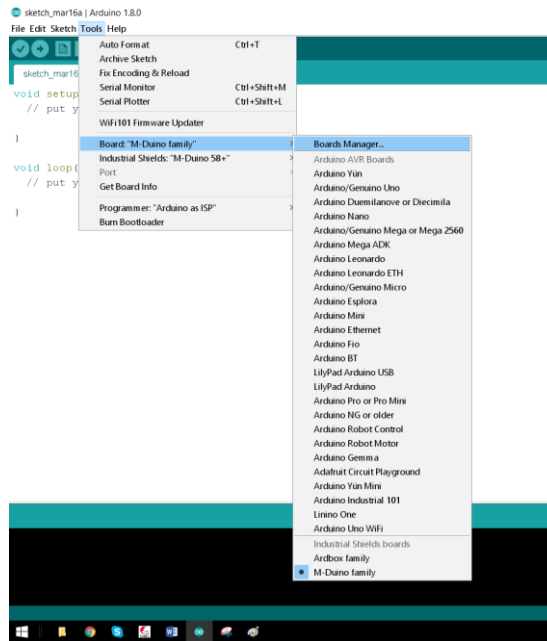 sketch_mar16a | Arduino 1.8.0
File Edit Sketch Tools Help
sketch_mar16
void setup
// put y
}
void loop(
// put y
}
Auto Format Ctrl+T
Archive Sketch
Fix Encoding & Reload
Serial Monitor Ctrl+Shift+M
Serial Plotter Ctrl+Shift+L
WiFi101 Firmware Updater
Board: "M-Duino family"
Industrial Shields: "M-Duino 58+"
Port
Get Board Info
Programmer: "Arduino as ISP"
Burn Bootloader
Boards Manager...
Arduino AVR Boards
Arduino Yún
Arduino/Genuino Uno
Arduino Duemilanove or Diecimila
Arduino Nano
Arduino/Genuino Mega or Mega 2560
Arduino Mega ADK
Arduino Leonardo
Arduino Leonardo ETH
Arduino/Genuino Micro
Arduino Esplora
Arduino Mini
Arduino Ethernet
Arduino Fio
Arduino BT
LilyPad Arduino USB
LilyPad Arduino
Arduino Pro or Pro Mini
Arduino NG or older
Arduino Robot Control
Arduino Robot Motor
Arduino Gemma
Adafruit Circuit Playground
Arduino Yún Mini
Arduino Industrial 101
Linino One
Arduino Uno WiFi
Industrial Shields boards
Ardbox family
M-Duino family